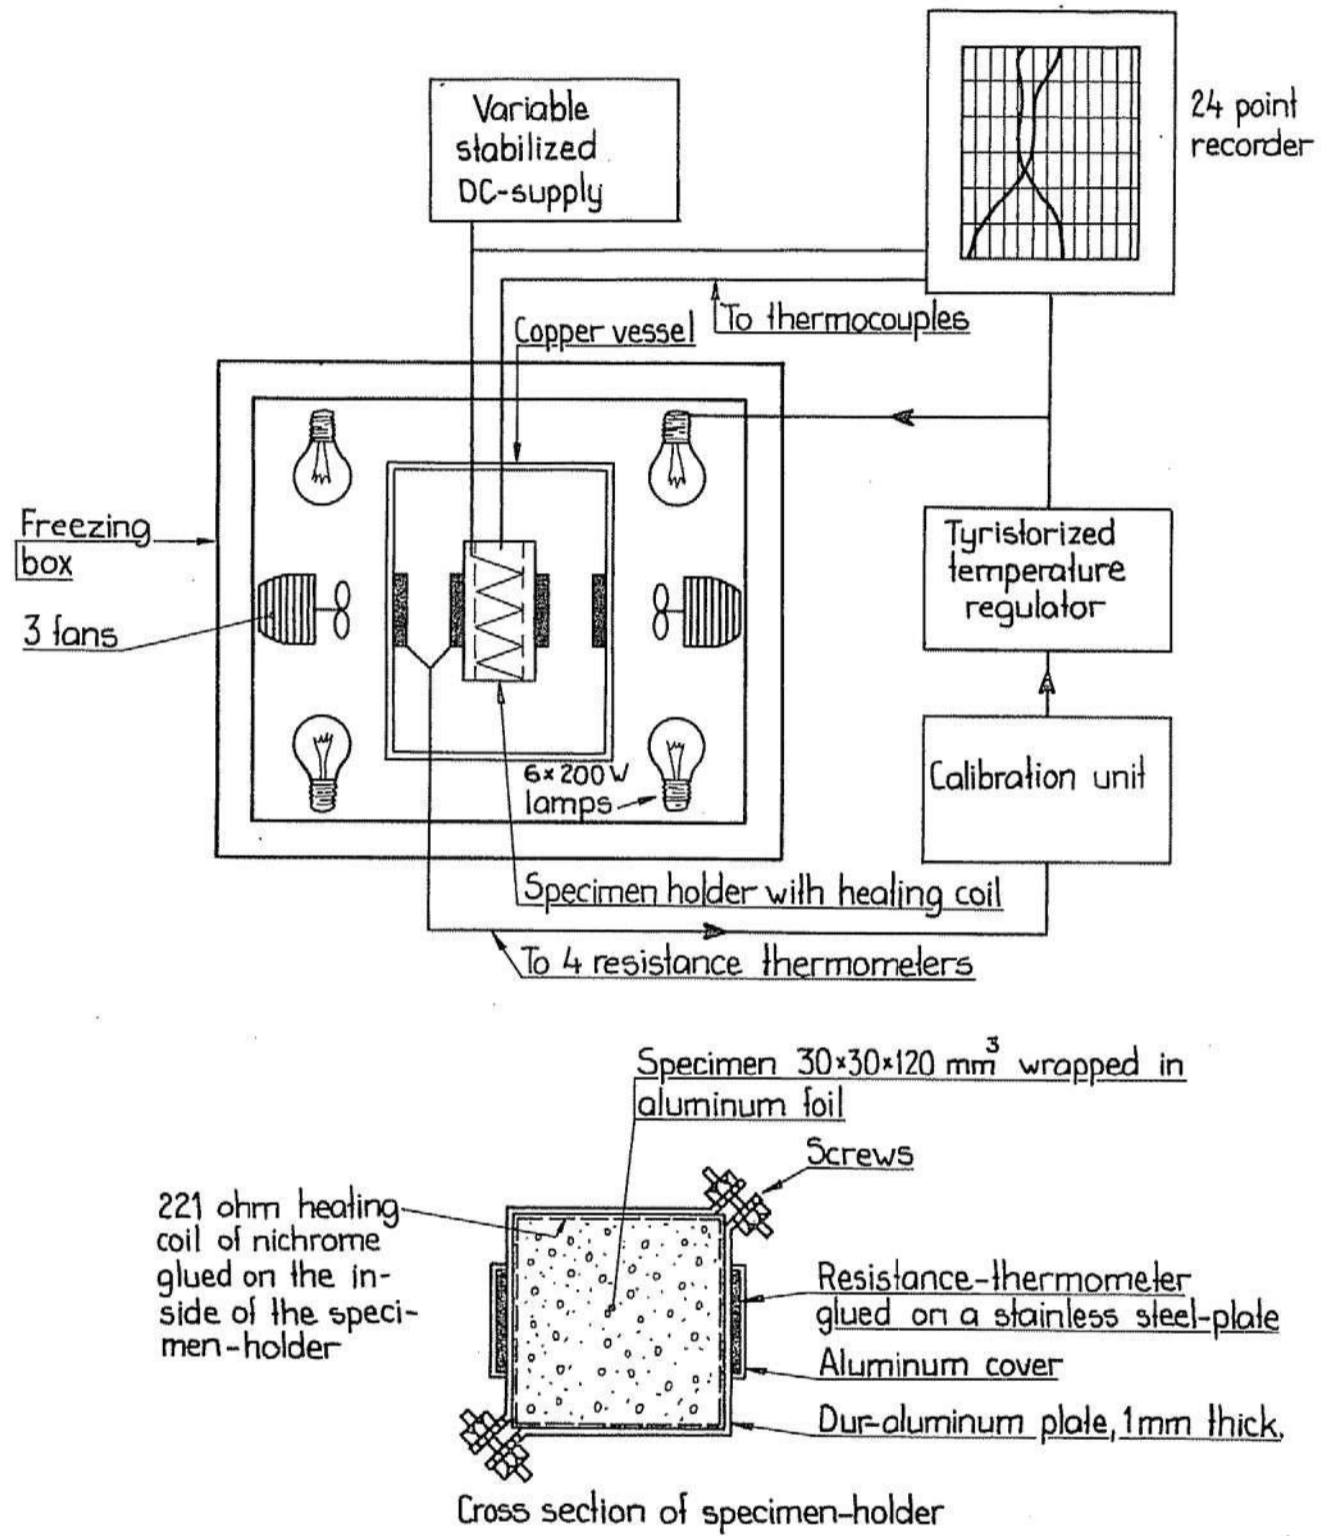 Variable
stabilized
DC-supply
24 point
recorder
To thermocouples
Copper vessel
Freezing
box
3 fans
Tyristorized
temperature
regulator
Calibration unit
6×200W
lamps
Specimen holder with heating coil
To 4 resistance thermometers
Specimen 30×30×120 mm³ wrapped in
aluminum foil
Screws
221 ohm heating
coil of nichrome
glued on the in-
side of the speci-
men-holder
Resistance-thermometer
glued on a stainless steel-plate
Aluminum cover
Dur-aluminum plate, 1mm thick.
Cross section of specimen-holder